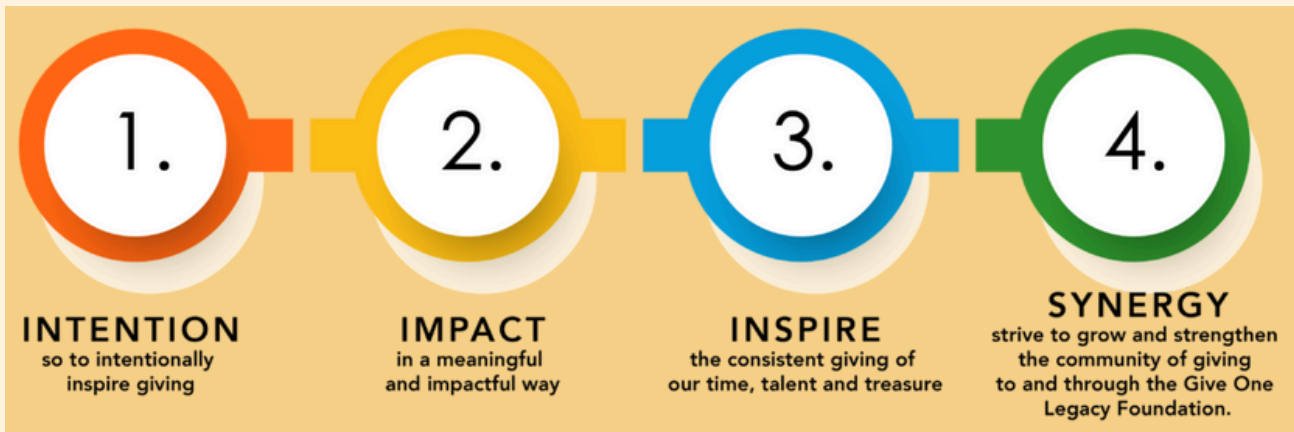 1.
INTENTION
so to intentionally
inspire giving
2.
IMPACT
in a meaningful
and impactful way
3.
INSPIRE
the consistent giving of
our time, talent and treasure
4.
SYNERGY
strive to grow and strengthen
the community of giving
to and through the Give One
Legacy Foundation.